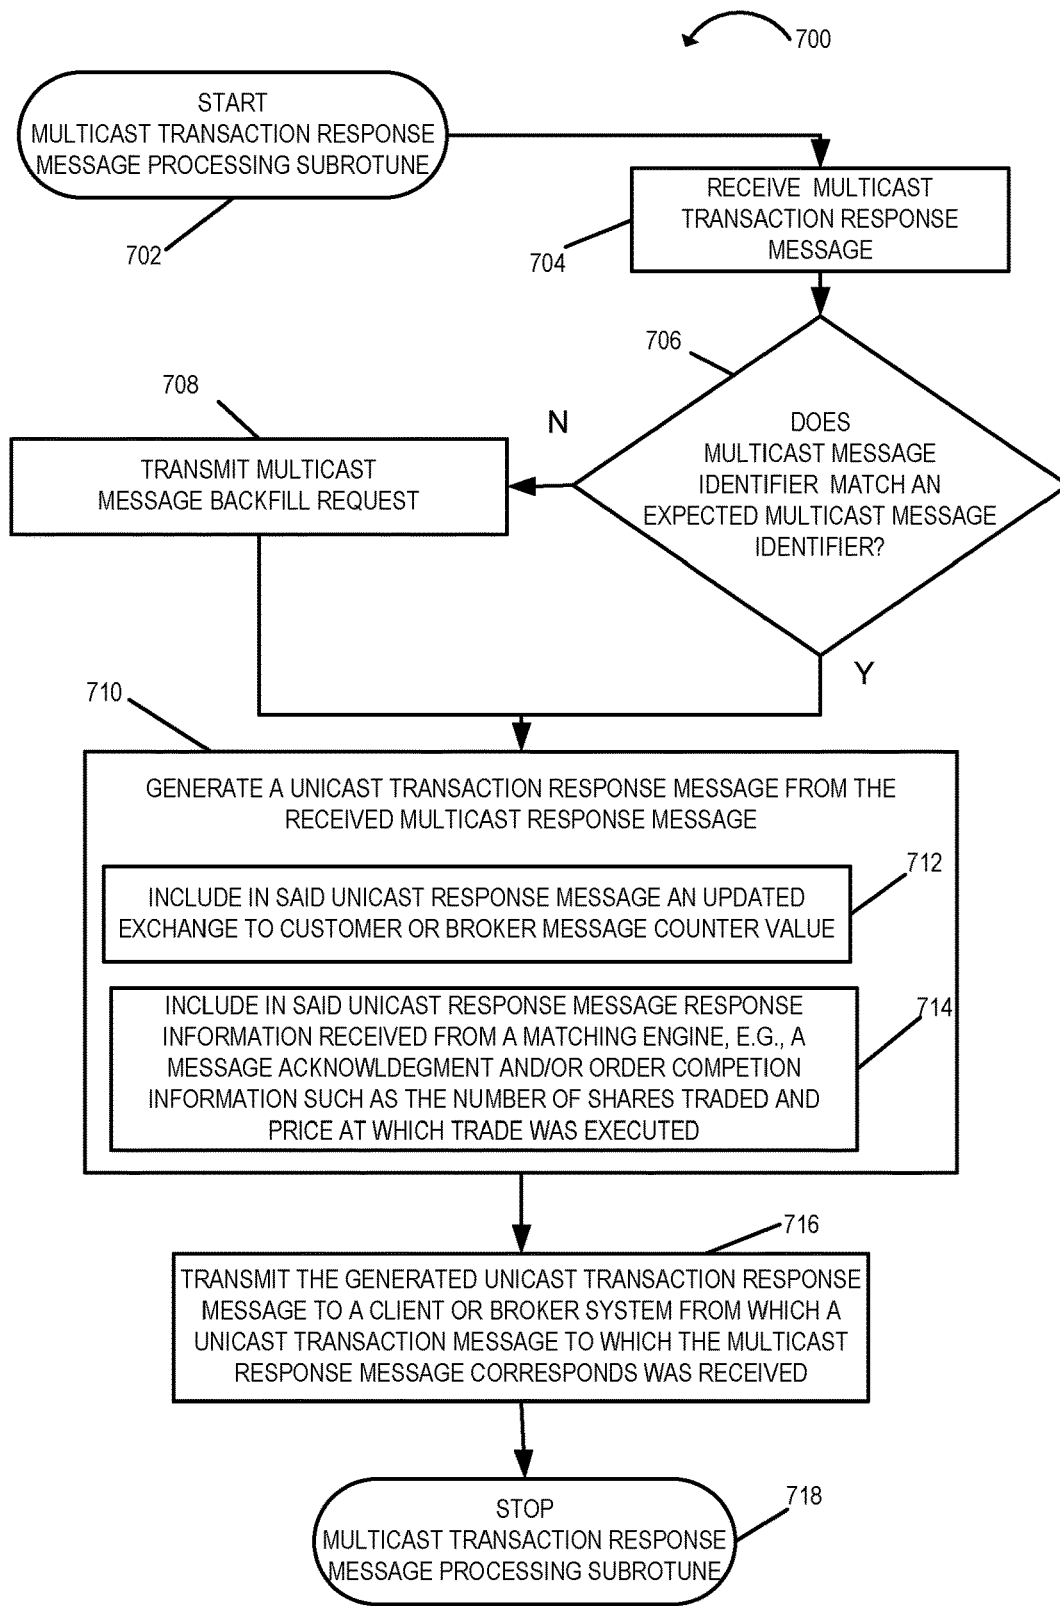 700
START
MULTICAST TRANSACTION RESPONSE
MESSAGE PROCESSING SUBROTUNE
702
RECEIVE MULTICAST
TRANSACTION RESPONSE
MESSAGE
704
706
DOES
MULTICAST MESSAGE
IDENTIFIER MATCH AN
EXPECTED MULTICAST MESSAGE
IDENTIFIER?
N
708
TRANSMIT MULTICAST
MESSAGE BACKFILL REQUEST
Y
710
GENERATE A UNICAST TRANSACTION RESPONSE MESSAGE FROM THE
RECEIVED MULTICAST RESPONSE MESSAGE
712
INCLUDE IN SAID UNICAST RESPONSE MESSAGE AN UPDATED
EXCHANGE TO CUSTOMER OR BROKER MESSAGE COUNTER VALUE
714
INCLUDE IN SAID UNICAST RESPONSE MESSAGE RESPONSE
INFORMATION RECEIVED FROM A MATCHING ENGINE, E.G., A
MESSAGE ACKNOWLDEGMENT AND/OR ORDER COMPETION
INFORMATION SUCH AS THE NUMBER OF SHARES TRADED AND
PRICE AT WHICH TRADE WAS EXECUTED
716
TRANSMIT THE GENERATED UNICAST TRANSACTION RESPONSE
MESSAGE TO A CLIENT OR BROKER SYSTEM FROM WHICH A
UNICAST TRANSACTION MESSAGE TO WHICH THE MULTICAST
RESPONSE MESSAGE CORRESPONDS WAS RECEIVED
718
STOP
MULTICAST TRANSACTION RESPONSE
MESSAGE PROCESSING SUBROTUNE